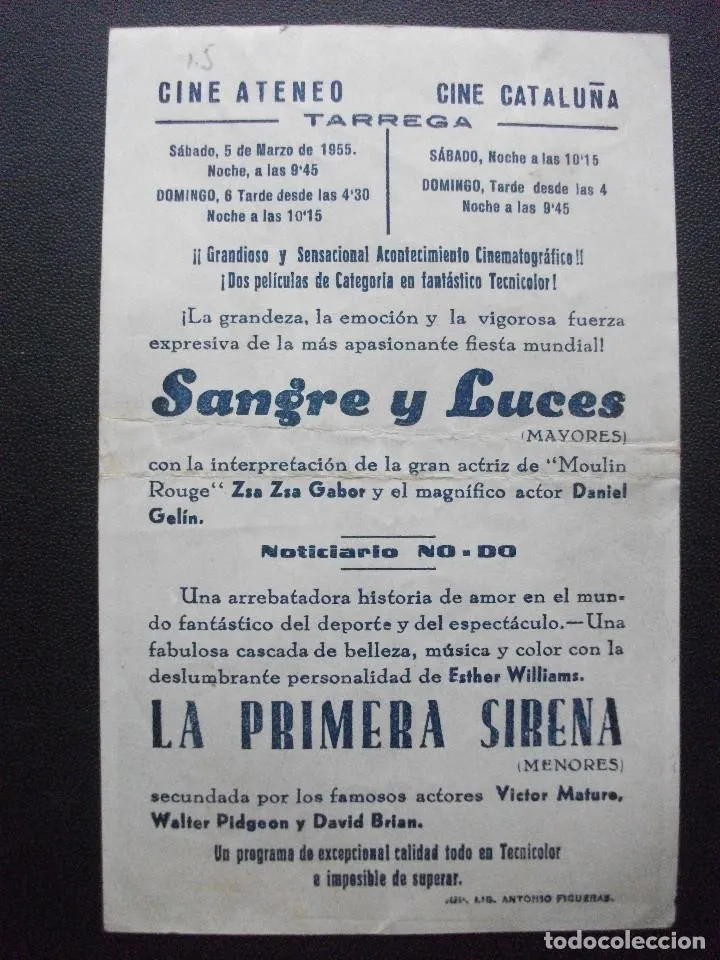 1.5
CINE ATENEO
CINE CATALUÑA
TARREGA
Sábado, 5 de Marzo de 1955.
Noche, a las 9'45
DOMINGO, 6 Tarde desde las 4'30
Noche a las 10'15
SÁBADO, Noche a las 10'15
DOMINGO, Tarde desde las 4
Noche a las 9'45
¡¡Grandioso y Sensacional Acontecimiento Cinematográfico!!
¡Dos películas de Categoría en fantástico Tecnicolor!
¡La grandeza, la emoción y la vigorosa fuerza
expresiva de la más apasionante fiesta mundial!
Sangre y Luces
(MAYORES)
con la interpretación de la gran actriz de “Moulin
Rouge“ Zsa Zsa Gabor y el magnífico actor Daniel
Gelín.
Noticiario NO-DO
Una arrebatadora historia de amor en el mun-
do fantástico del deporte y del espectáculo.—Una
fabulosa cascada de belleza, música y color con la
deslumbrante personalidad de Esther Williams.
LA PRIMERA SIRENA
(MENORES)
secundada por los famosos actores Victor Mature,
Walter Pidgeon y David Brian.
Un programa de excepcional calidad todo en Tecnicolor
e imposible de superar.
LIB. ANTONIO FIGUERAS.
todocoleccion